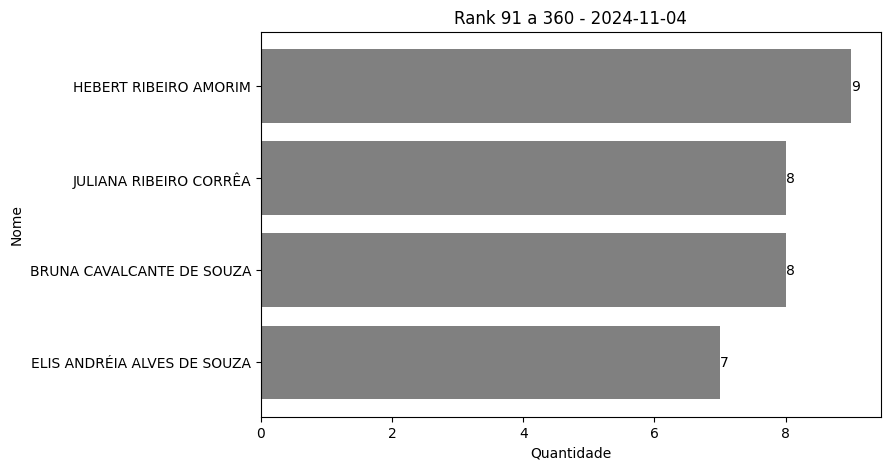 Rank 91 a 360 - 2024-11-04
HEBERT RIBEIRO AMORIM
9
JULIANA RIBEIRO CORRÊA
8
BRUNA CAVALCANTE DE SOUZA
8
ELIS ANDRÉIA ALVES DE SOUZA
7
Nome
0 2 4 6 8
Quantidade